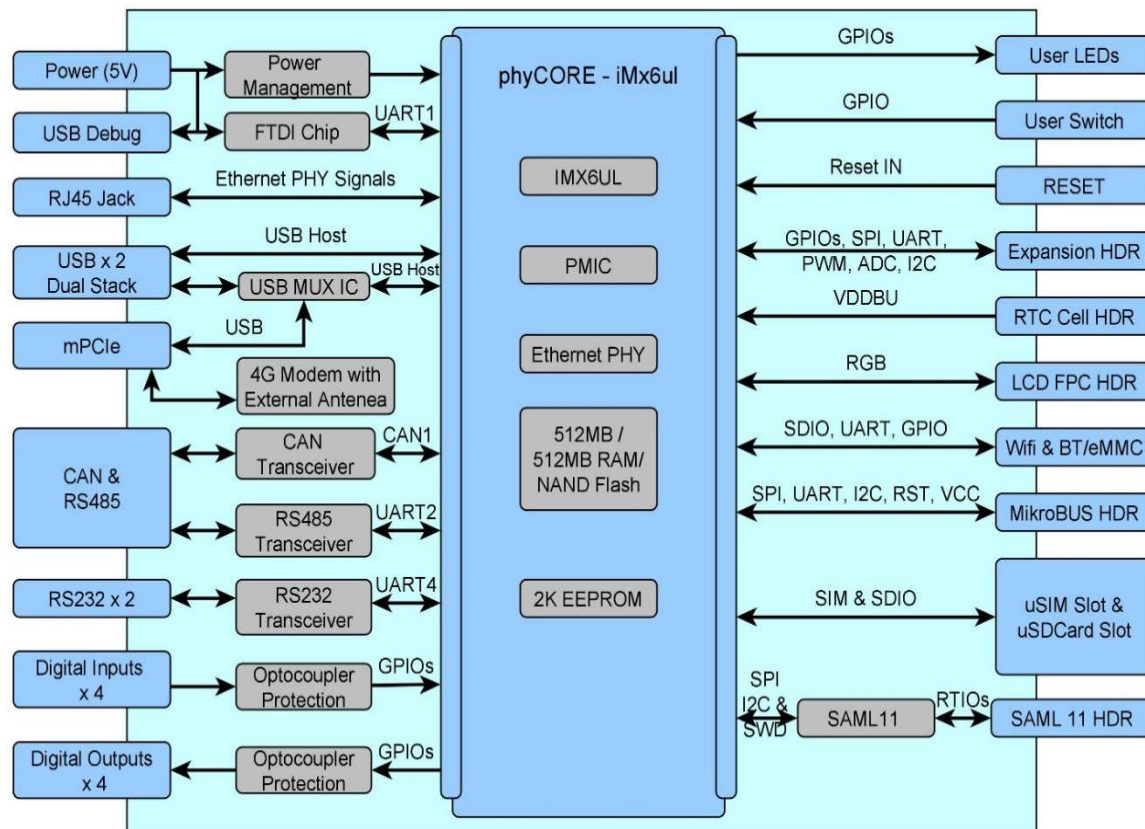 Power (5V)
Power
Management
USB Debug
FTDI Chip
UART1
RJ45 Jack
Ethernet PHY Signals
USB x 2
Dual Stack
USB Host
USB MUX IC
USB Host
mPCIe
USB
4G Modem with
External Antenea
CAN &
RS485
CAN
Transceiver
CAN1
RS485
Transceiver
UART2
RS232 x 2
RS232
Transceiver
UART4
Digital Inputs
x 4
Optocoupler
Protection
GPIOs
Digital Outputs
x 4
Optocoupler
Protection
GPIOs
phyCORE - iMx6ul
IMX6UL
PMIC
Ethernet PHY
512MB /
512MB RAM/
NAND Flash
2K EEPROM
GPIOs
User LEDs
GPIO
User Switch
Reset IN
RESET
GPIOs, SPI, UART,
PWM, ADC, I2C
Expansion HDR
VDDBU
RTC Cell HDR
RGB
LCD FPC HDR
SDIO, UART, GPIO
Wifi & BT/eMMC
SPI, UART, I2C, RST, VCC
MikroBUS HDR
SIM & SDIO
uSIM Slot &
uSDCard Slot
SPI
I2C &
SWD
SAML11
RTIOs
SAML 11 HDR